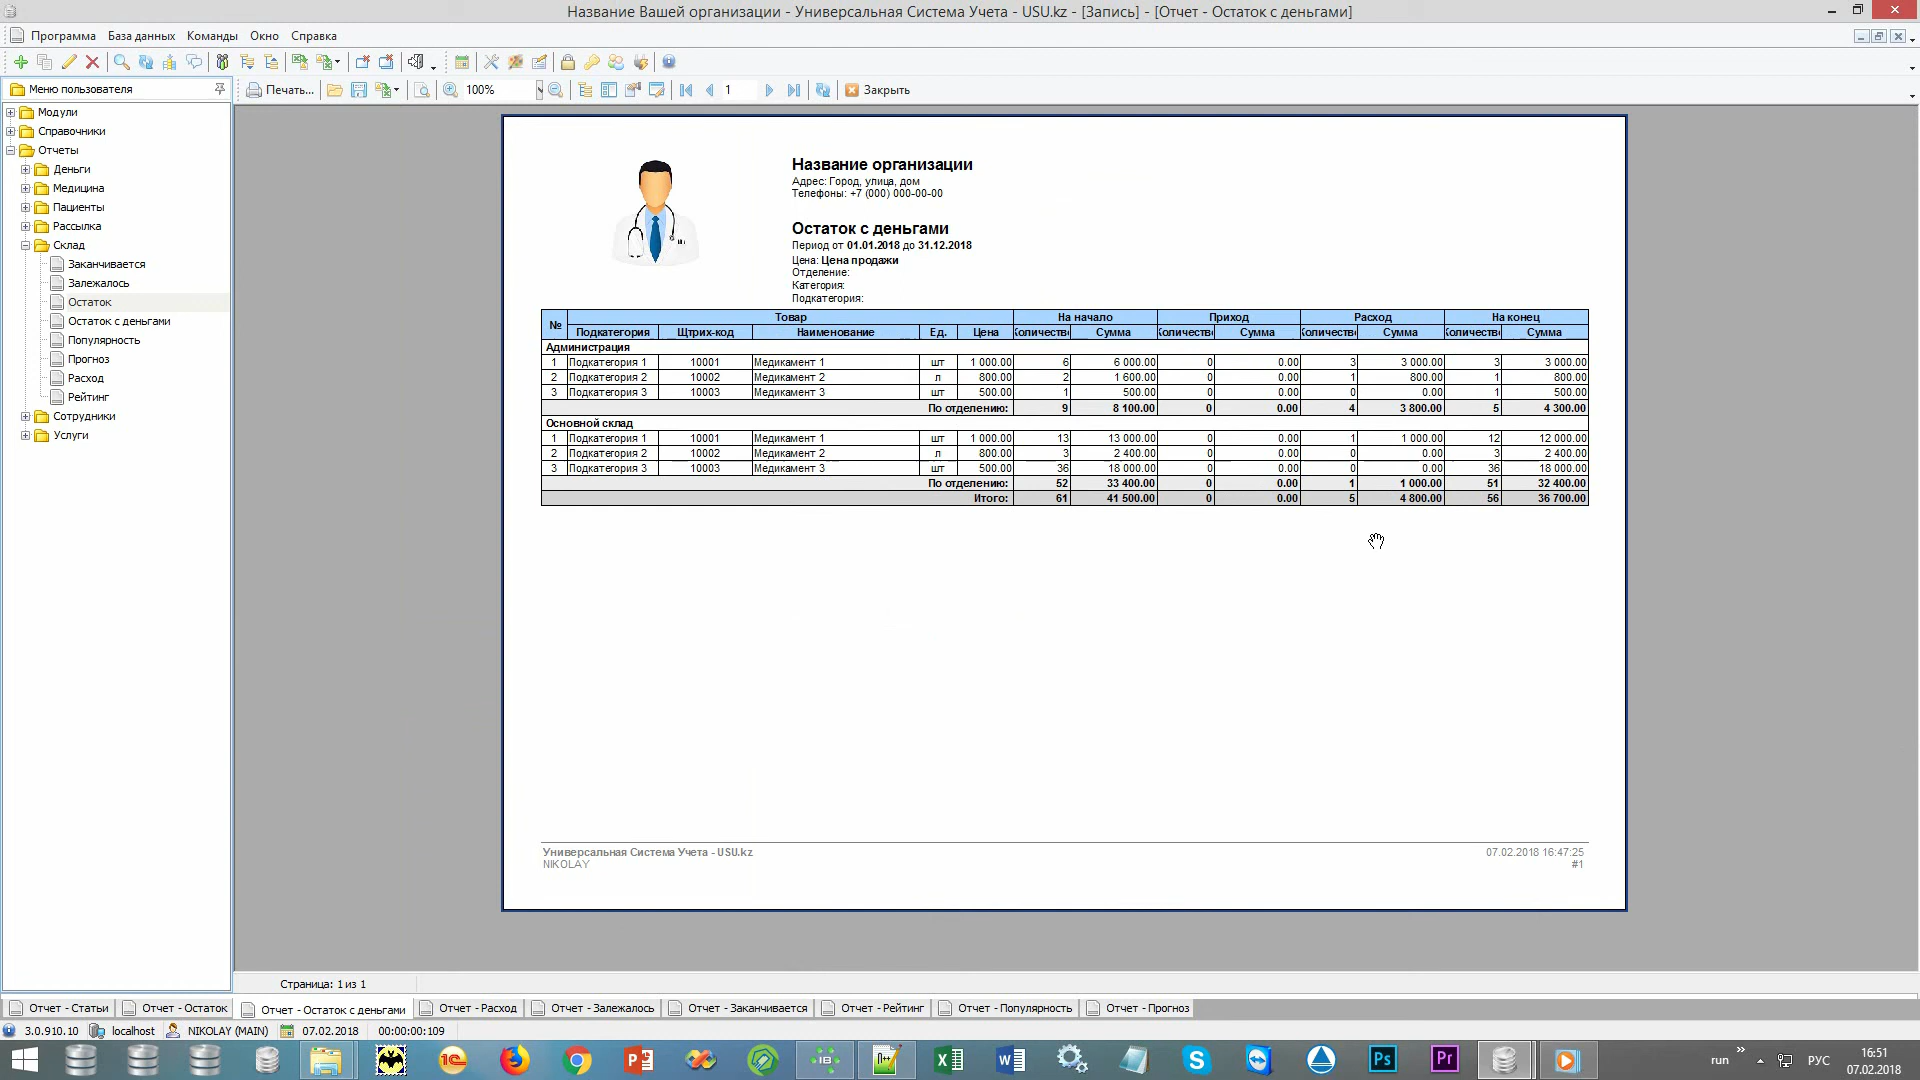 Название Вашей организации - Универсальная Система Учета - USU.kz - [Запись] - [Отчет - Остаток с деньгами]
Программа База данных Команды Окно Справка
Меню пользователя
Печать... 100% 1 Закрыть
Модули
Справочники
Отчеты
Деньги
Медицина
Пациенты
Рассылка
Склад
Заканчивается
Залежалось
Остаток
Остаток с деньгами
Популярность
Прогноз
Расход
Рейтинг
Сотрудники
Услуги
Название организации
Адрес: Город, улица, дом
Телефоны: +7 (000) 000-00-00
Остаток с деньгами
Период от 01.01.2018 до 31.12.2018
Цена: Цена продажи
Отделение:
Категория:
Подкатегория:
№ Товар На начало Приход Расход На конец
Подкатегория Щтрих-код Наименование Ед. Цена Количество Сумма Количество Сумма Количество Сумма Количество Сумма
Администрация
1 Подкатегория 1 10001 Медикамент 1 шт 1 000.00 6 6 000.00 0 0.00 3 3 000.00 3 3 000.00
2 Подкатегория 2 10002 Медикамент 2 л 800.00 2 1 600.00 0 0.00 1 800.00 1 800.00
3 Подкатегория 3 10003 Медикамент 3 шт 500.00 1 500.00 0 0.00 0 0.00 1 500.00
По отделению: 9 8 100.00 0 0.00 4 3 800.00 5 4 300.00
Основной склад
1 Подкатегория 1 10001 Медикамент 1 шт 1 000.00 13 13 000.00 0 0.00 1 1 000.00 12 12 000.00
2 Подкатегория 2 10002 Медикамент 2 л 800.00 3 2 400.00 0 0.00 0 0.00 3 2 400.00
3 Подкатегория 3 10003 Медикамент 3 шт 500.00 36 18 000.00 0 0.00 0 0.00 36 18 000.00
По отделению: 52 33 400.00 0 0.00 1 1 000.00 51 32 400.00
Итого: 61 41 500.00 0 0.00 5 4 800.00 56 36 700.00
Универсальная Система Учета - USU.kz 07.02.2018 16:47:25
NIKOLAY #1
Страница: 1 из 1
Отчет - Статьи Отчет - Остаток Отчет - Остаток с деньгами Отчет - Расход Отчет - Залежалось Отчет - Заканчивается Отчет - Рейтинг Отчет - Популярность Отчет - Прогноз
3.0.910.10 localhost NIKOLAY (MAIN) 07.02.2018 00:00:00:109
run РУС 16:51
07.02.2018